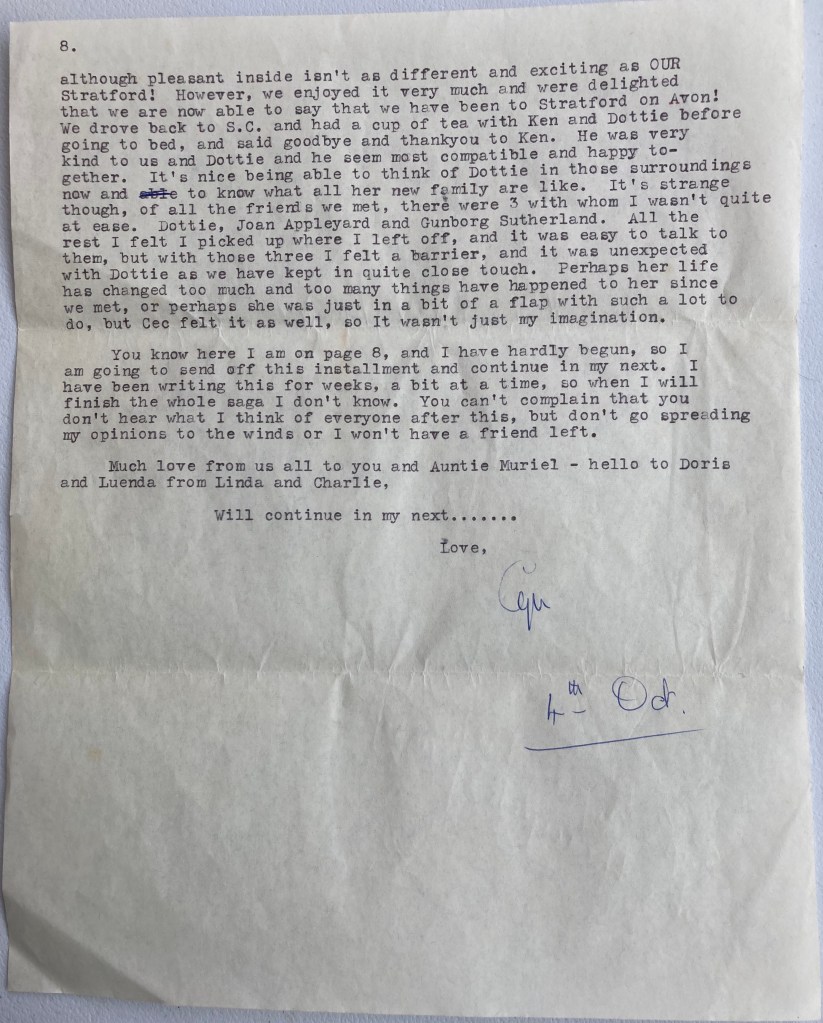 8.
although pleasant inside isn't as different and exciting as OUR
Stratford!  However, we enjoyed it very much and were delighted
that we are now able to say that we have been to Stratford on Avon!
We drove back to S.C. and had a cup of tea with Ken and Dottie before
going to bed, and said goodbye and thankyou to Ken.  He was very
kind to us and Dottie and he seem most compatible and happy to-
gether.  It's nice being able to think of Dottie in those surroundings
now and able to know what all her new family are like.  It's strange
though, of all the friends we met, there were 3 with whom I wasn't quite
at ease.  Dottie, Joan Appleyard and Gunborg Sutherland.  All the
rest I felt I picked up where I left off, and it was easy to talk to
them, but with those three I felt a barrier, and it was unexpected
with Dottie as we have kept in quite close touch.  Perhaps her life
has changed too much and too many things have happened to her since
we met, or perhaps she was just in a bit of a flap with such a lot to
do, but Cec felt it as well, so It wasn't just my imagination.
You know here I am on page 8, and I have hardly begun, so I
am going to send off this installment and continue in my next.  I
have been writing this for weeks, a bit at a time, so when I will
finish the whole saga I don't know.  You can't complain that you
don't hear what I think of everyone after this, but don't go spreading
my opinions to the winds or I won't have a friend left.
Much love from us all to you and Auntie Muriel - hello to Doris
and Luenda from Linda and Charlie,
Will continue in my next.......
Love,
4th Oct.